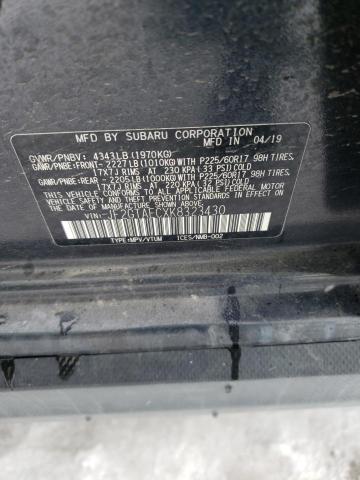 MFD. BY SUBARU CORPORATION
MFD. IN 04/19
GVWR/PNBV: 4343LB(1970KG)
GAWR/PNBE:FRONT- 2227LB(1010KG)WITH P225/60R17 98H TIRES,
17X7J RIMS AT 230 KPA(33 PSI)COLD
GAWR/PNBE:REAR -2205LB(1000KG)WITH P225/60R17 98H TIRES,
17X7J RIMS AT 220 KPA(32 PSI)COLD
THIS VEHICLE CONFORMS TO ALL APPLICABLE
FEDERAL MOTOR VEHICLE SAFETY AND
THEFT PREVENTION STANDARDS IN EFFECT ON
THE DATE OF MANUFACTURE SHOWN ABOVE.
VIN: JF2GTAECXK8323430
TYPE:MPV/VTUM ICES/NMB-002